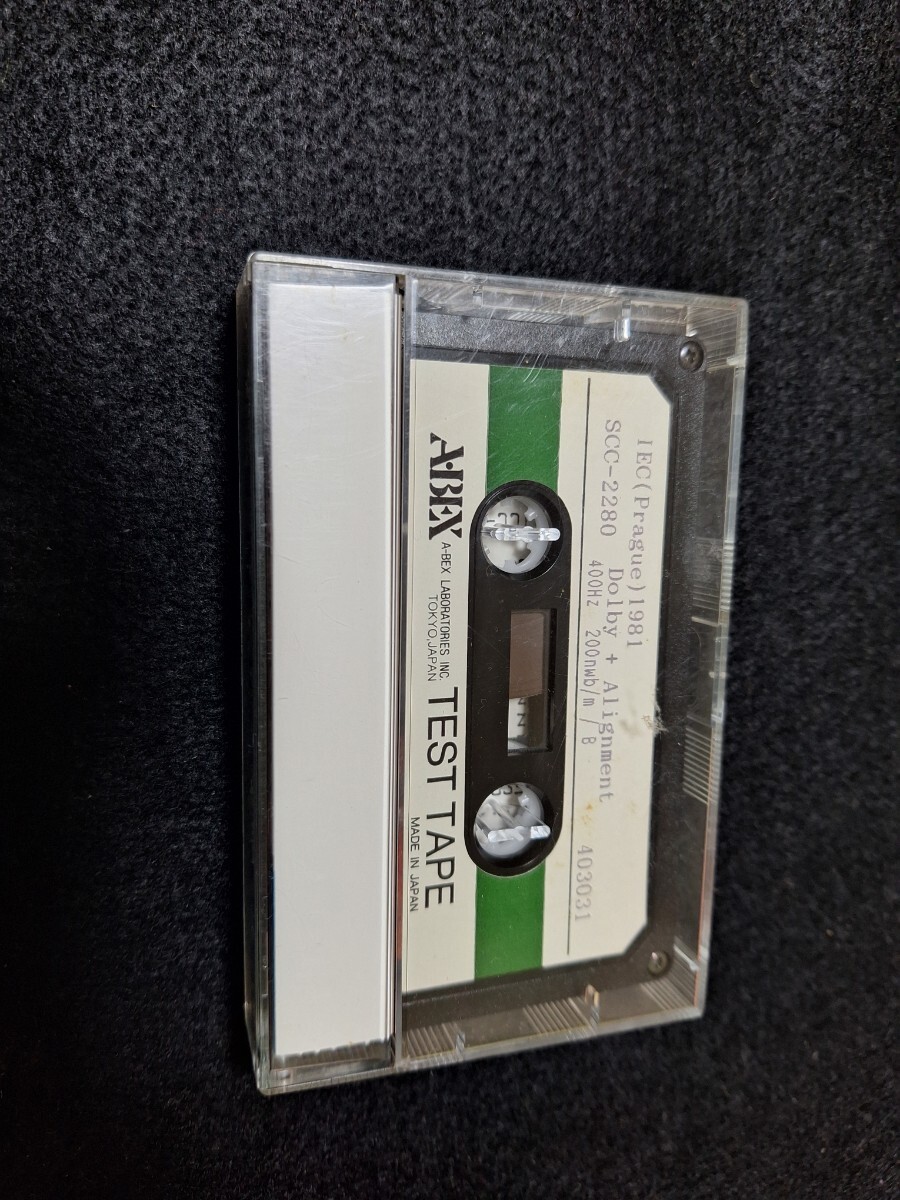 IEC(Prague)1981
SCC-2280 Dolby + Alignment
400Hz 200nwb/m /B 403031
A·BEX A-BEX LABORATORIES INC.
TOKYO,JAPAN
TEST TAPE
MADE IN JAPAN